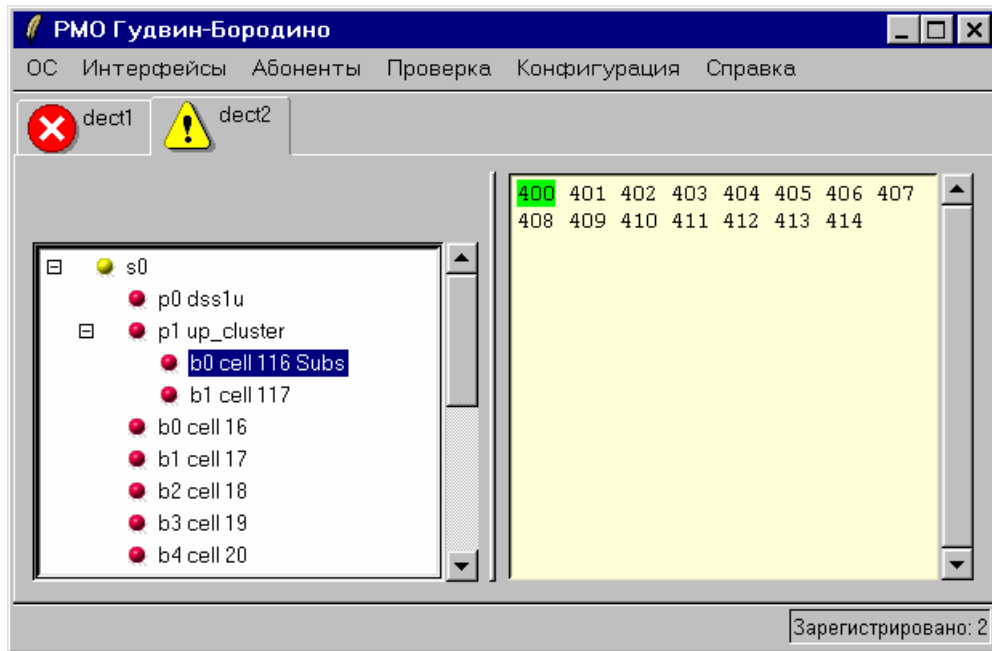 РМО Гудвин-Бородино
ОС Интерфейсы Абоненты Проверка Конфигурация Справка
dect1 dect2
400 401 402 403 404 405 406 407
408 409 410 411 412 413 414
s0
p0 dss1u
p1 up_cluster
b0 cell 116 Subs
b1 cell 117
b0 cell 16
b1 cell 17
b2 cell 18
b3 cell 19
b4 cell 20
Зарегистрировано: 2